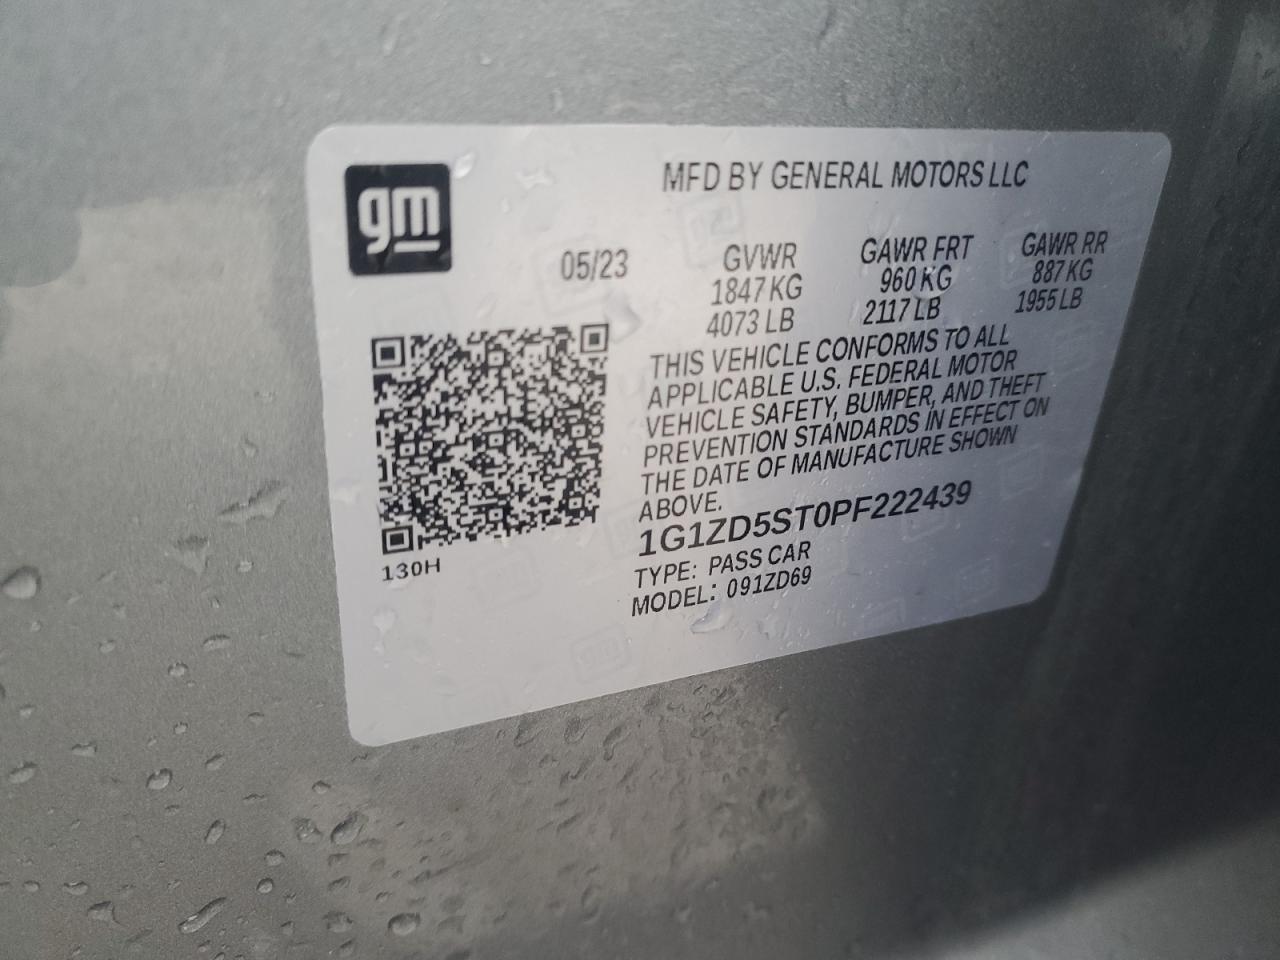 gm
MFD BY GENERAL MOTORS LLC
05/23
GVWR
1847 KG
4073 LB
GAWR FRT
960 KG
2117 LB
GAWR RR
887 KG
1955 LB
THIS VEHICLE CONFORMS TO ALL
APPLICABLE U.S. FEDERAL MOTOR
VEHICLE SAFETY, BUMPER, AND THEFT
PREVENTION STANDARDS IN EFFECT ON
THE DATE OF MANUFACTURE SHOWN
ABOVE.
1G1ZD5ST0PF222439
TYPE: PASS CAR
MODEL: 091ZD69
130H
gm